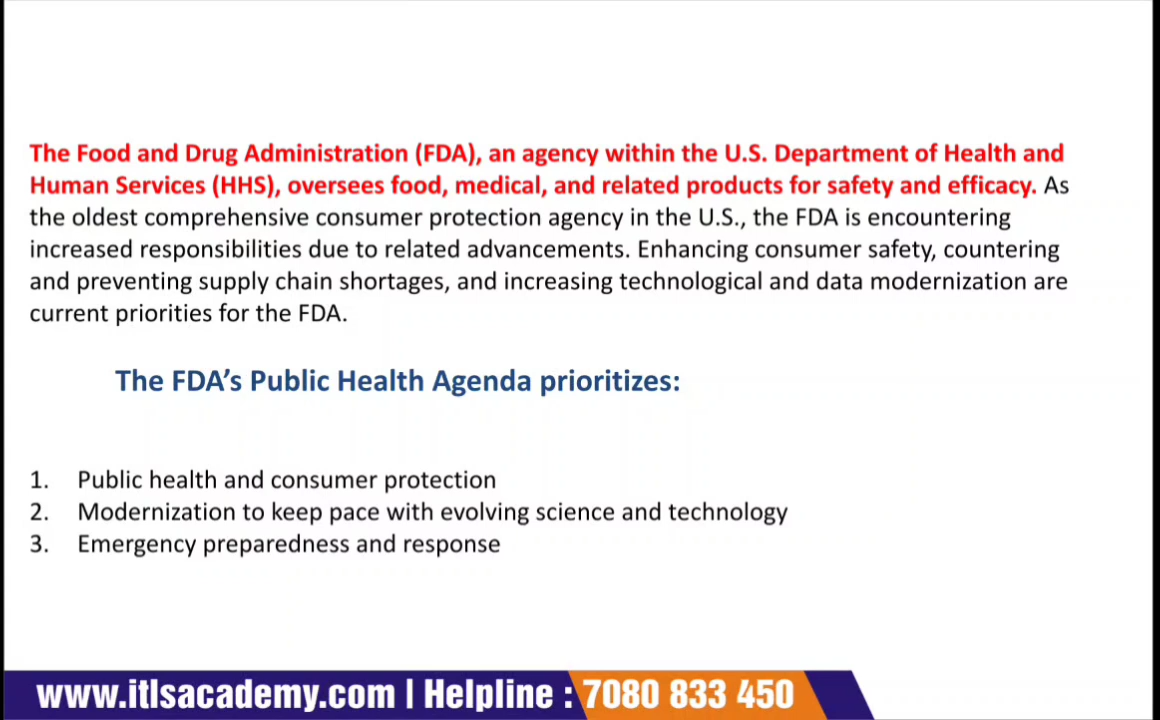 The Food and Drug Administration (FDA), an agency within the U.S. Department of Health and
Human Services (HHS), oversees food, medical, and related products for safety and efficacy. As
the oldest comprehensive consumer protection agency in the U.S., the FDA is encountering
increased responsibilities due to related advancements. Enhancing consumer safety, countering
and preventing supply chain shortages, and increasing technological and data modernization are
current priorities for the FDA.
The FDA’s Public Health Agenda prioritizes:
1. Public health and consumer protection
2. Modernization to keep pace with evolving science and technology
3. Emergency preparedness and response
www.itlsacademy.com | Helpline : 7080 833 450